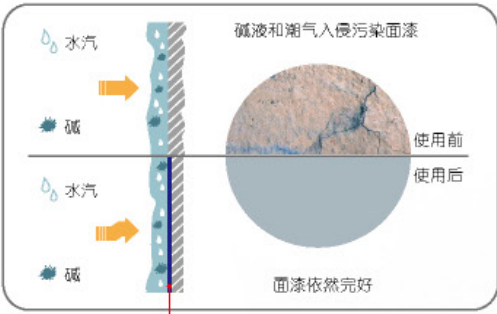 碱液和潮气入侵污染面漆
水汽
碱
使用前
使用后
水汽
碱
面漆依然完好